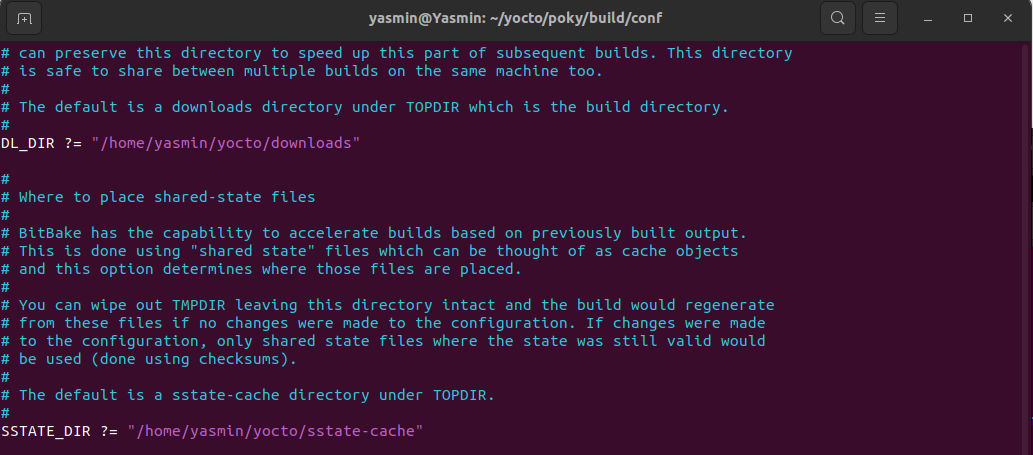 yasmin@Yasmin: ~/yocto/poky/build/conf
# can preserve this directory to speed up this part of subsequent builds. This directory
# is safe to share between multiple builds on the same machine too.
#
# The default is a downloads directory under TOPDIR which is the build directory.
#
DL_DIR ?= "/home/yasmin/yocto/downloads"
#
# Where to place shared-state files
#
# BitBake has the capability to accelerate builds based on previously built output.
# This is done using "shared state" files which can be thought of as cache objects
# and this option determines where those files are placed.
#
# You can wipe out TMPDIR leaving this directory intact and the build would regenerate
# from these files if no changes were made to the configuration. If changes were made
# to the configuration, only shared state files where the state was still valid would
# be used (done using checksums).
#
# The default is a sstate-cache directory under TOPDIR.
#
SSTATE_DIR ?= "/home/yasmin/yocto/sstate-cache"